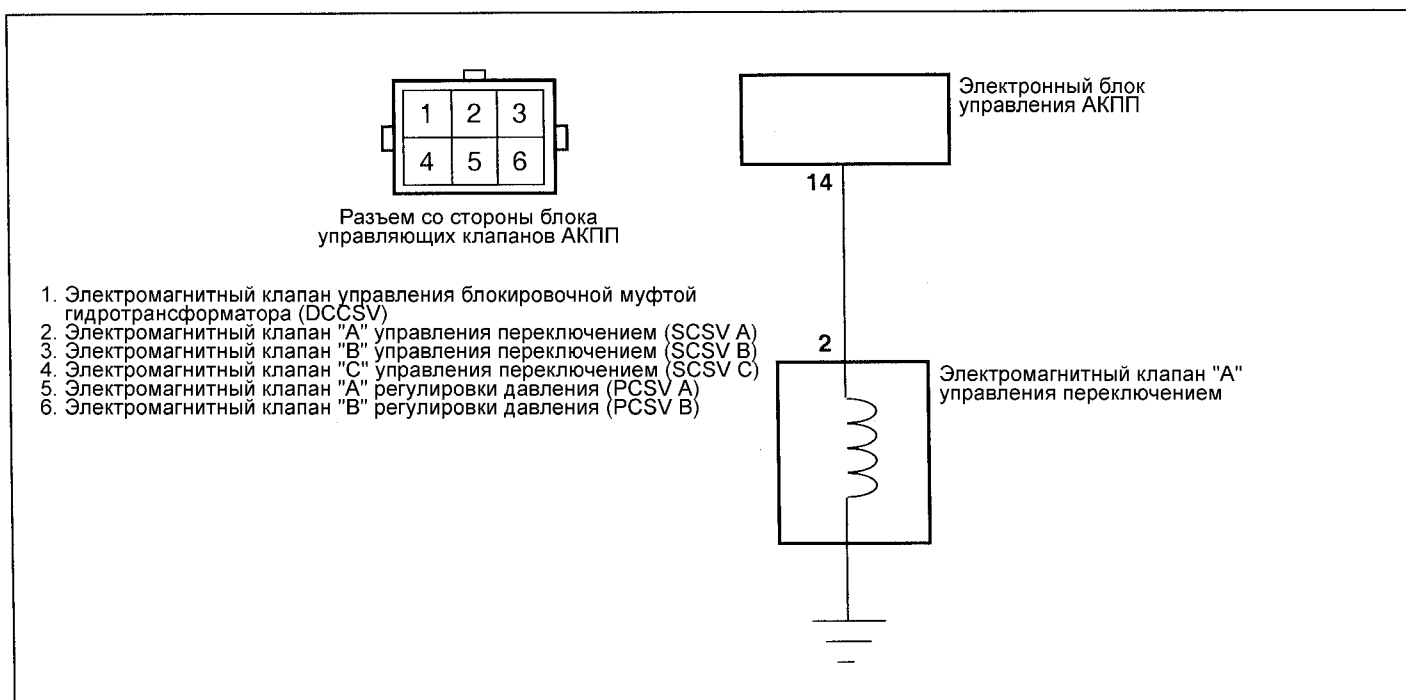 1 2 3
4 5 6
Разъем со стороны блока
управляющих клапанов АКПП
Электронный блок
управления АКПП
14
1. Электромагнитный клапан управления блокировочной муфтой
гидротрансформатора (DCCSV)
2. Электромагнитный клапан "А" управления переключением (SCSV A)
3. Электромагнитный клапан "В" управления переключением (SCSV B)
4. Электромагнитный клапан "С" управления переключением (SCSV C)
5. Электромагнитный клапан "А" регулировки давления (PCSV A)
6. Электромагнитный клапан "В" регулировки давления (PCSV B)
2
Электромагнитный клапан "А"
управления переключением